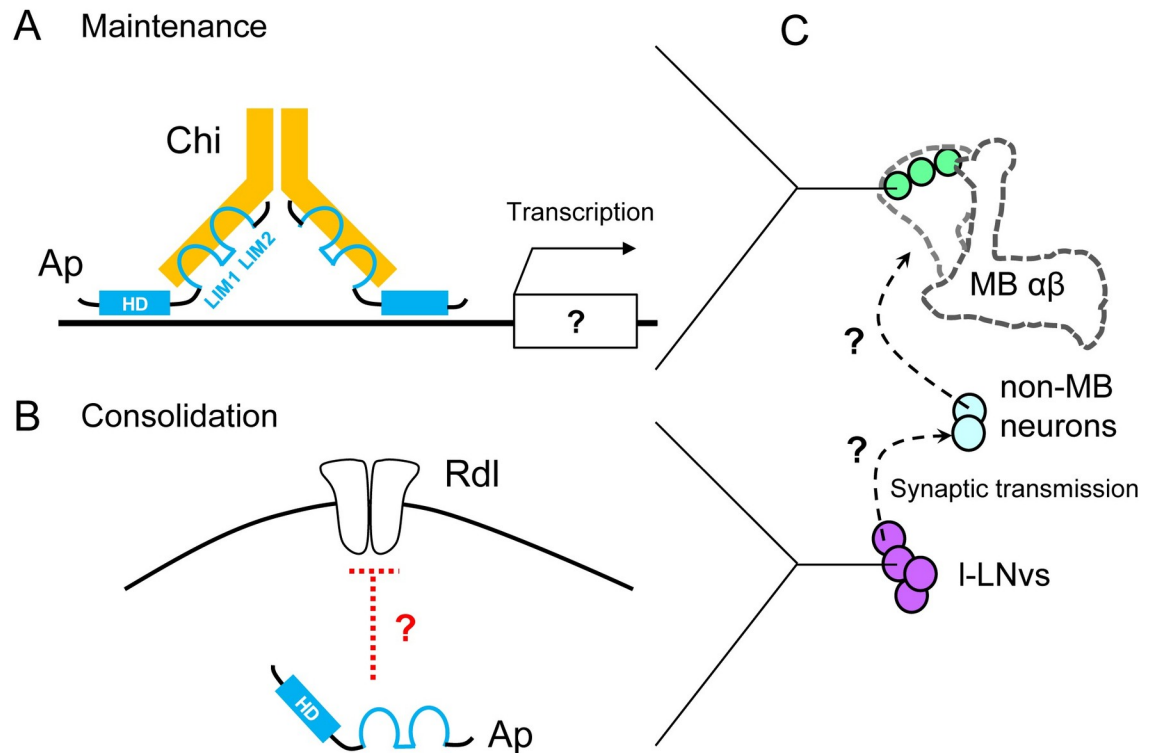 A Maintenance
Chi
Ap
HD
LIM1 LIM2
Transcription
?
B Consolidation
Rdl
?
HD
Ap
C
MB αβ
?
non-MB
neurons
?
Synaptic transmission
l-LNvs